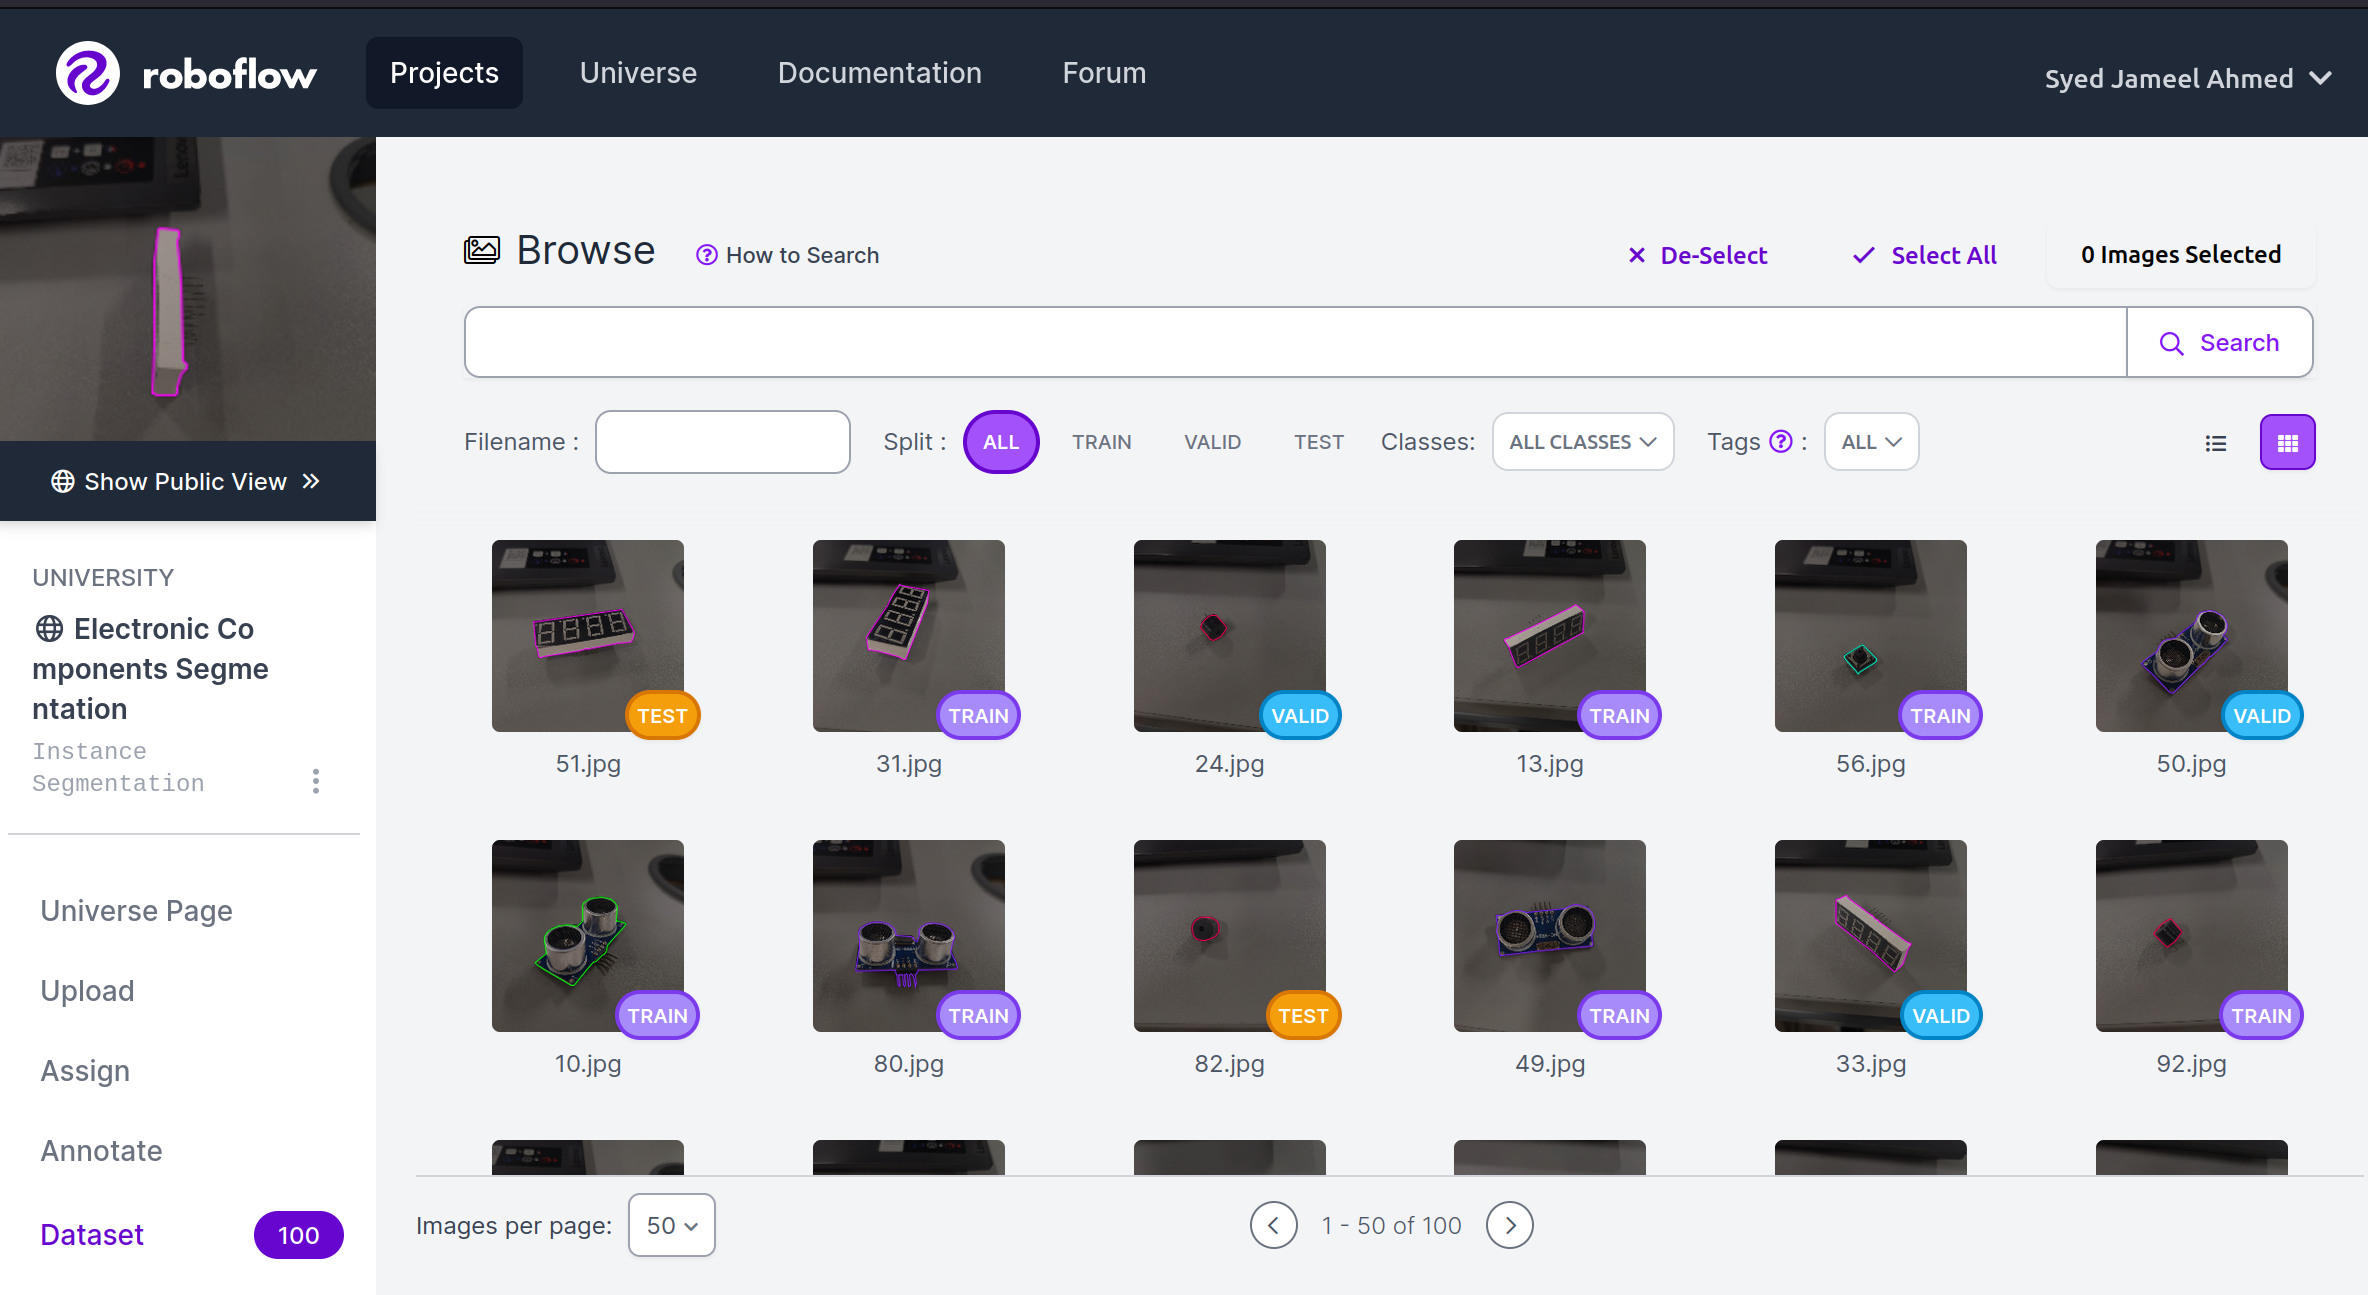 roboflow
Projects
Universe
Documentation
Forum
Syed Jameel Ahmed
Show Public View
UNIVERSITY
Electronic Co
mponents Segme
ntation
Instance
Segmentation
Universe Page
Upload
Assign
Annotate
Dataset 100
Browse
How to Search
De-Select
Select All
0 Images Selected
Search
Filename :
Split : ALL TRAIN VALID TEST
Classes: ALL CLASSES
Tags ? : ALL
TEST
TRAIN
VALID
TRAIN
TRAIN
VALID
51.jpg
31.jpg
24.jpg
13.jpg
56.jpg
50.jpg
TRAIN
TRAIN
TEST
TRAIN
VALID
TRAIN
10.jpg
80.jpg
82.jpg
49.jpg
33.jpg
92.jpg
Images per page: 50
1 - 50 of 100